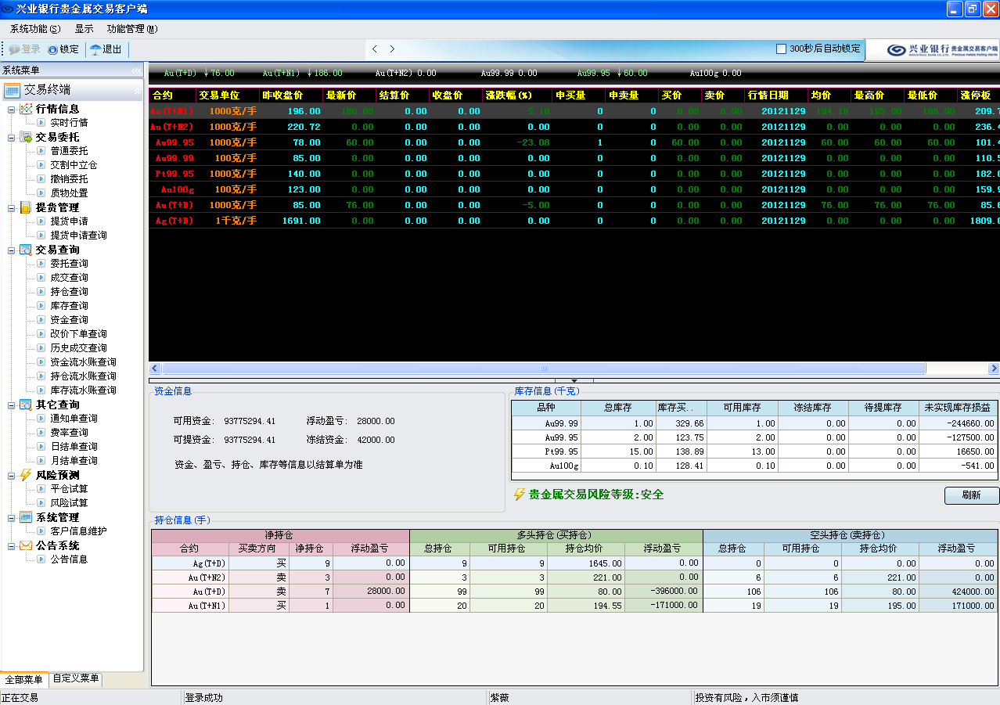 兴业银行贵金属交易客户端
系统功能(S) 显示 功能管理(M)
登录 锁定 退出
< > 300秒后自动锁定 兴业银行 贵金属交易客户端
INDUSTRIAL BANK CO.,LTD. Precious metals trading clients
系统菜单
Au(T+D) ↓76.00 Au(T+N1) ↓186.00 Au(T+N2) 0.00 Au99.99 0.00 Au99.95 ↓60.00 Au100g 0.00
交易终端
行情信息
实时行情
交易委托
普通委托
交割中立仓
撤销委托
质物处置
提货管理
提货申请
提货申请查询
交易查询
委托查询
成交查询
持仓查询
库存查询
资金查询
改价下单查询
历史成交查询
资金流水账查询
持仓流水账查询
库存流水账查询
其它查询
通知单查询
费率查询
日结单查询
月结单查询
风险预测
平仓试算
风险试算
系统管理
客户信息维护
公告系统
公告信息
全部菜单 自定义菜单
合约 交易单位 昨收盘价 最新价 结算价 收盘价 涨跌幅(%) 申买量 申卖量 买价 卖价 行情日期 均价 最高价 最低价 涨停板
Au(T+N1) 1000克/手 196.00 186.00 0.00 0.00 -5.10 0 0 0.00 0.00 20121129 194.18 195.00 186.00 209.7
Au(T+N2) 1000克/手 220.72 0.00 0.00 0.00 0.00 0 0 0.00 0.00 20121129 0.00 0.00 0.00 236.4
Au99.95 1000克/手 78.00 60.00 0.00 0.00 -23.08 1 0 60.00 0.00 20121129 60.00 60.00 60.00 101.4
Au99.99 100克/手 85.00 0.00 0.00 0.00 0.00 0 0 0.00 0.00 20121129 0.00 0.00 0.00 110.5
Pt99.95 1000克/手 140.00 0.00 0.00 0.00 0.00 0 0 0.00 0.00 20121129 0.00 0.00 0.00 182.0
Au100g 100克/手 123.00 0.00 0.00 0.00 0.00 0 0 0.00 0.00 20121129 0.00 0.00 0.00 159.9
Au(T+D) 1000克/手 85.00 76.00 0.00 0.00 -5.00 0 0 0.00 0.00 20121129 76.00 76.00 76.00 85.6
Ag(T+D) 1千克/手 1691.00 0.00 0.00 0.00 0.00 0 0 0.00 0.00 20121129 0.00 0.00 0.00 1809.0
资金信息
可用资金: 93775294.41 浮动盈亏: 28000.00
可提资金: 93775294.41 冻结资金: 42000.00
资金、盈亏、持仓、库存等信息以结算单为准
库存信息(千克)
品种 总库存 库存买.. 可用库存 冻结库存 待提库存 未实现库存损益
Au99.99 1.00 329.66 1.00 0.00 0.00 -244660.00
Au99.95 2.00 123.75 2.00 0.00 0.00 -127500.00
Pt99.95 15.00 138.89 13.00 0.00 0.00 16650.00
Au100g 0.10 128.41 0.10 0.00 0.00 -541.00
贵金属交易风险等级:安全 刷新
持仓信息(手)
净持仓 多头持仓(买持仓) 空头持仓(卖持仓)
合约 买卖方向 净持仓 浮动盈亏 总持仓 可用持仓 持仓均价 浮动盈亏 总持仓 可用持仓 持仓均价 浮动盈亏
Ag(T+D) 买 9 0.00 9 9 1645.00 0.00 0 0 0.00 0.00
Au(T+N2) 卖 3 0.00 3 3 221.00 0.00 6 6 221.00 0.00
Au(T+D) 卖 7 28000.00 99 99 80.00 -396000.00 106 106 80.00 424000.00
Au(T+N1) 买 1 0.00 20 20 194.55 -171000.00 19 19 195.00 171000.00
正在交易 登录成功 紫薇 投资有风险，入市须谨慎